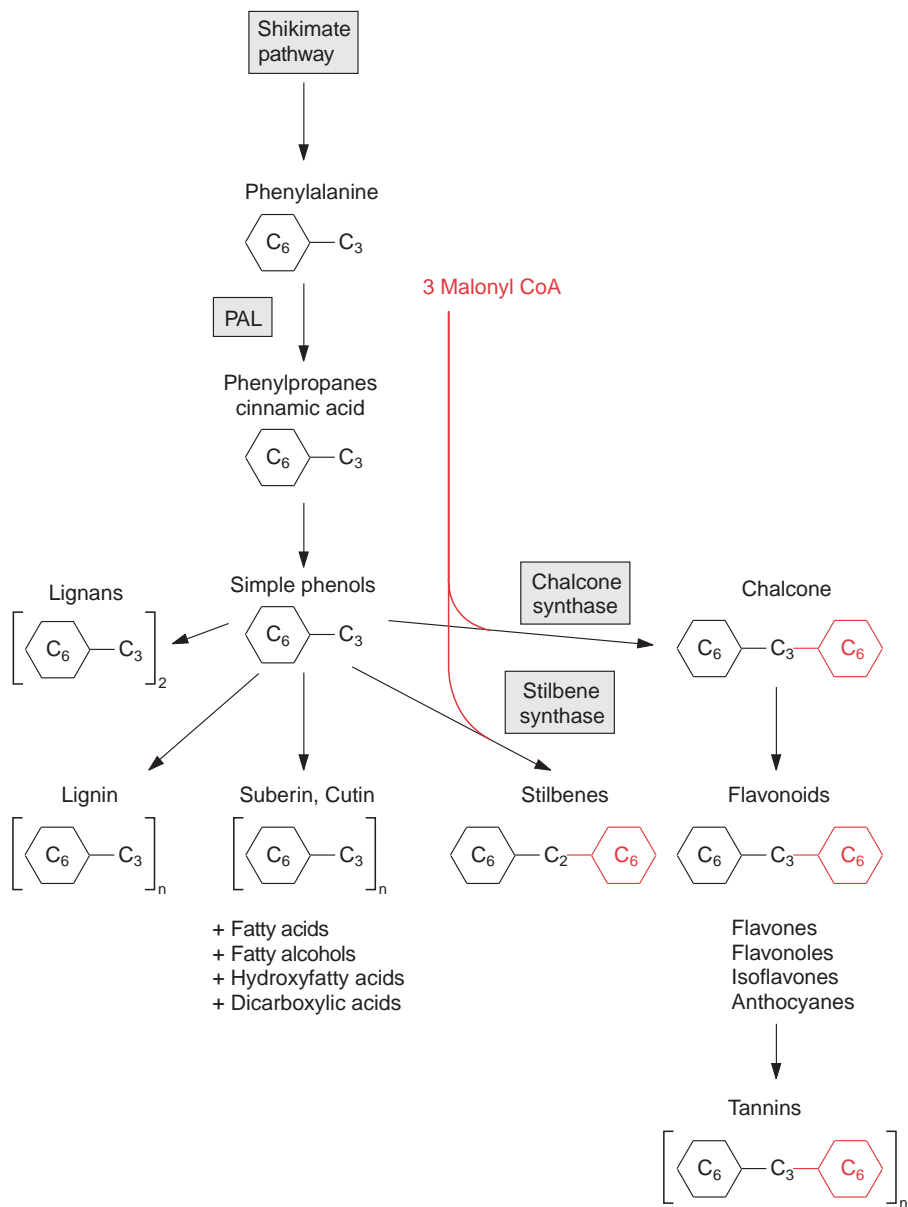 Shikimate
pathway
Phenylalanine
C6 C3
3 Malonyl CoA
PAL
Phenylpropanes
cinnamic acid
C6 C3
Simple phenols
C6 C3
Lignans
[ C6 C3 ]2
Chalcone
synthase
Chalcone
C6 C3 C6
Stilbene
synthase
Lignin
[ C6 C3 ]n
Suberin, Cutin
[ C6 C3 ]n
+ Fatty acids
+ Fatty alcohols
+ Hydroxyfatty acids
+ Dicarboxylic acids
Stilbenes
C6 C2 C6
Flavonoids
C6 C3 C6
Flavones
Flavonoles
Isoflavones
Anthocyanes
Tannins
[ C6 C3 C6 ]n